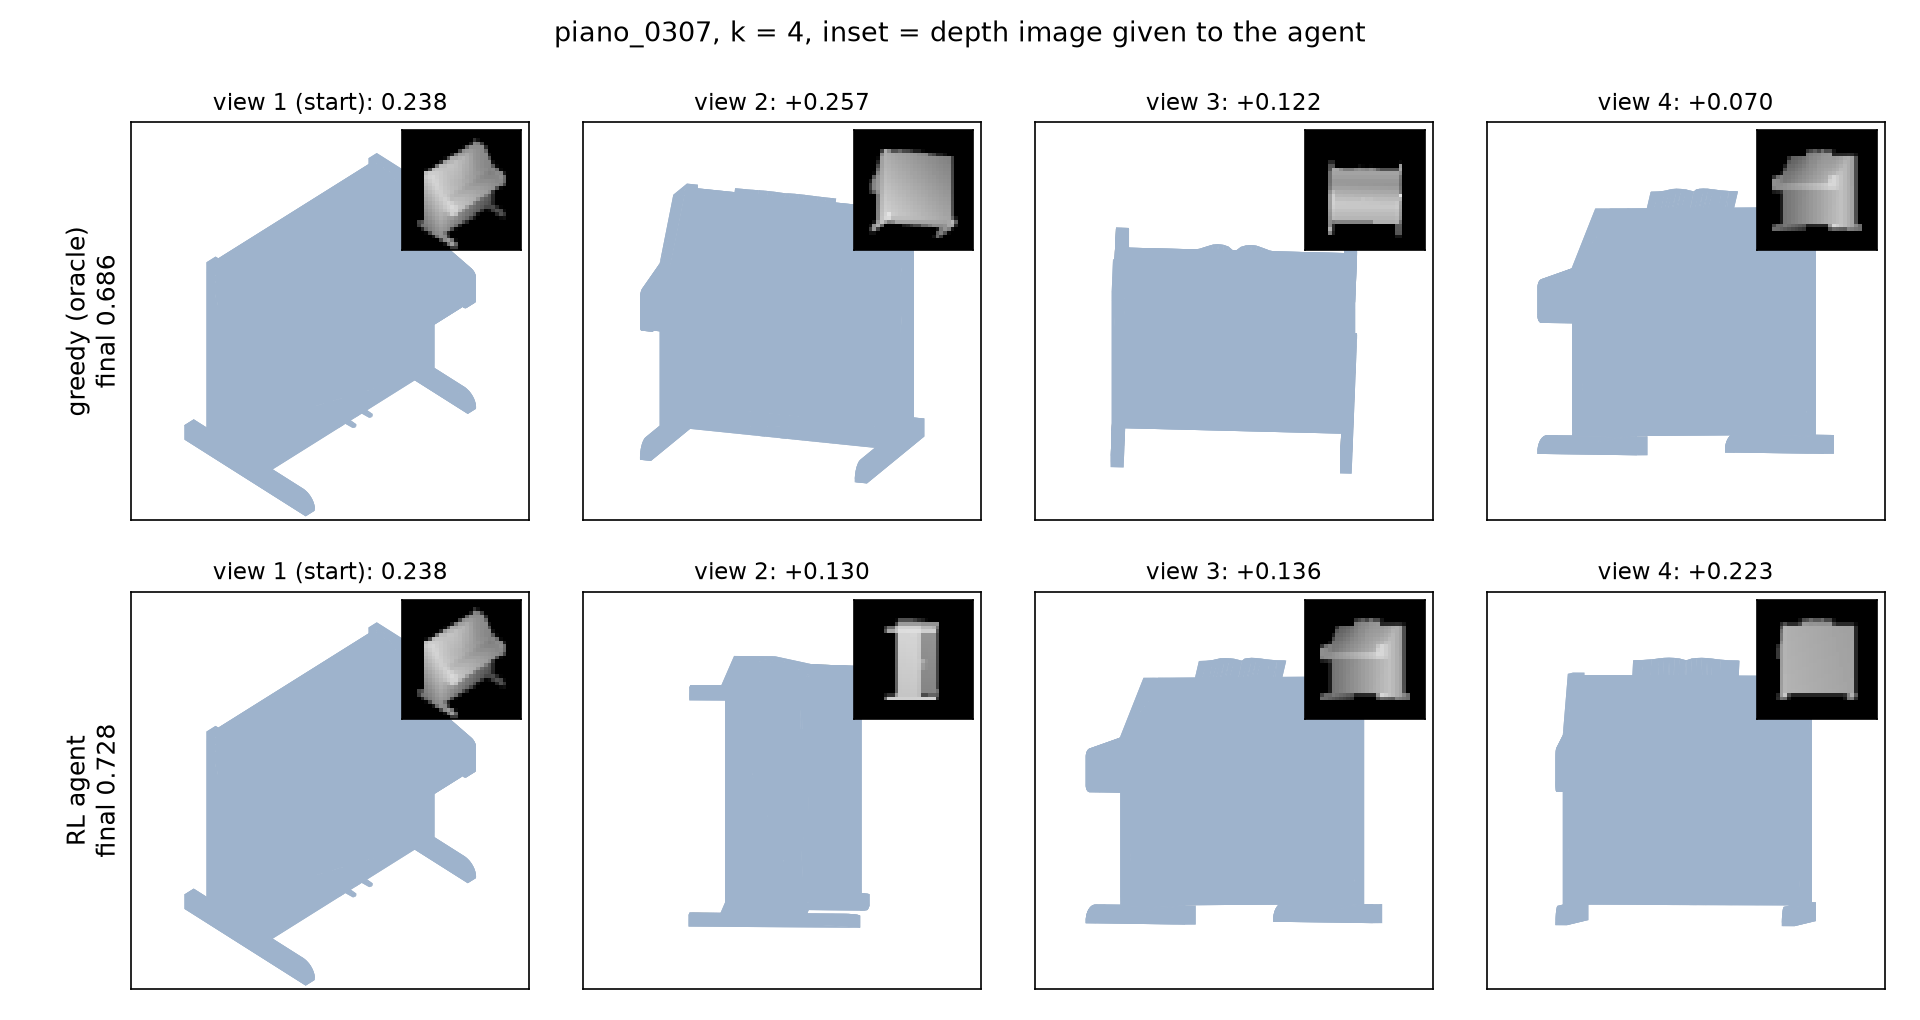 piano_0307, k = 4, inset = depth image given to the agent
greedy (oracle)
final 0.686
view 1 (start): 0.238
view 2: +0.257
view 3: +0.122
view 4: +0.070
RL agent
final 0.728
view 1 (start): 0.238
view 2: +0.130
view 3: +0.136
view 4: +0.223